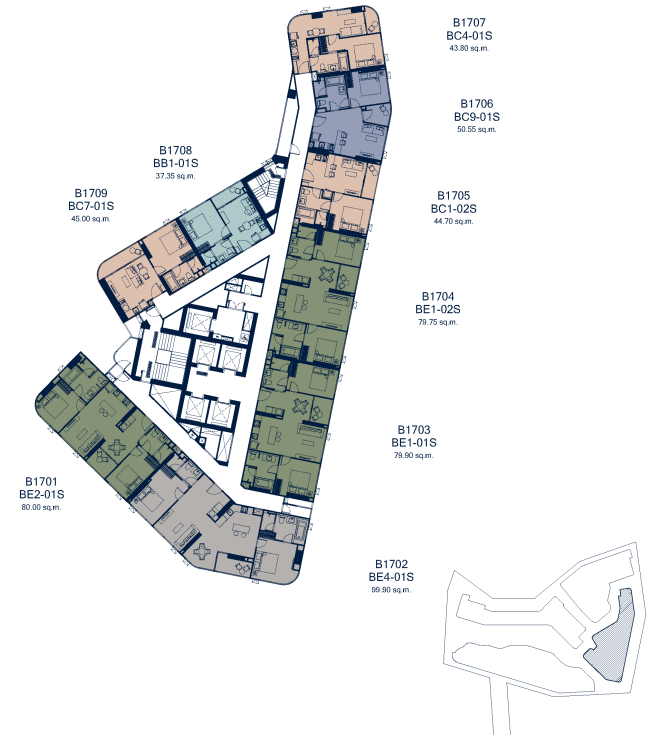 B1707
BC4-01S
43.80 sq.m.
B1706
BC9-01S
50.55 sq.m.
B1708
BB1-01S
37.35 sq.m.
B1709
BC7-01S
45.00 sq.m.
B1705
BC1-02S
44.70 sq.m.
B1704
BE1-02S
79.75 sq.m.
B1703
BE1-01S
79.90 sq.m.
B1701
BE2-01S
80.00 sq.m.
B1702
BE4-01S
99.90 sq.m.